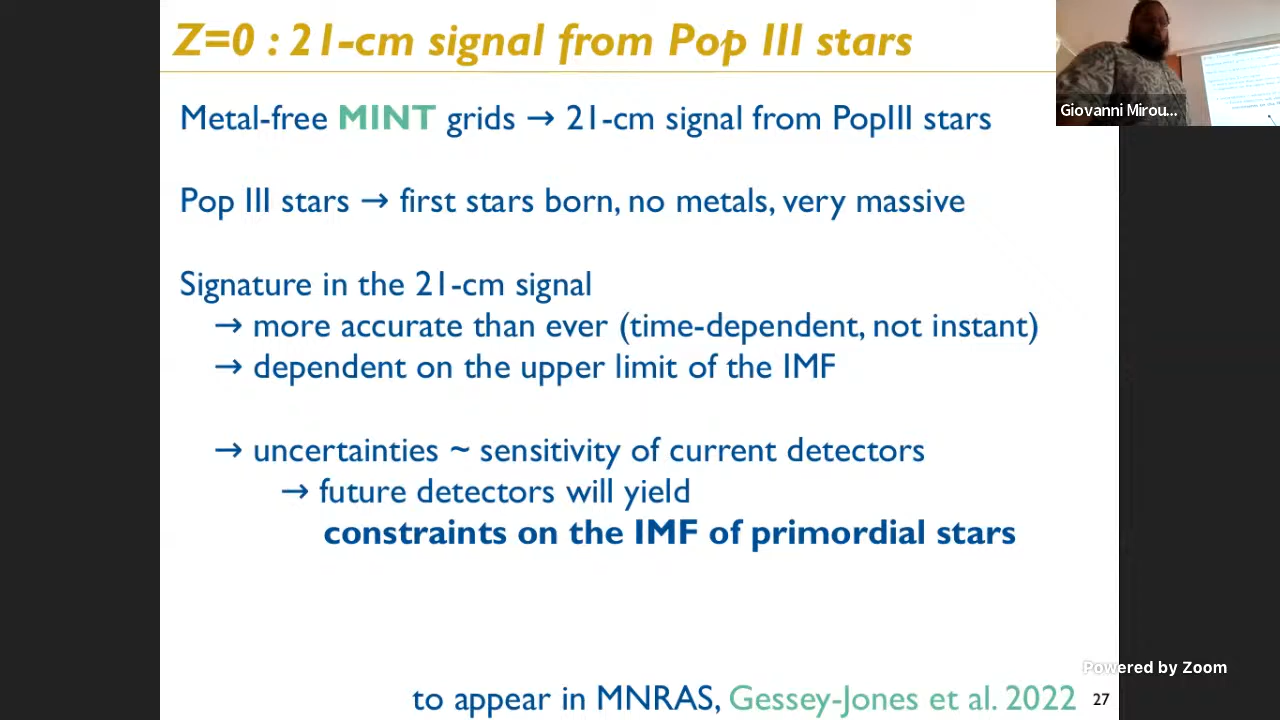 Z=0 : 21-cm signal from Pop III stars
Giovanni Mirou...
Metal-free MINT grids → 21-cm signal from PopIII stars
Pop III stars → first stars born, no metals, very massive
Signature in the 21-cm signal
→ more accurate than ever (time-dependent, not instant)
→ dependent on the upper limit of the IMF
→ uncertainties ~ sensitivity of current detectors
→ future detectors will yield
constraints on the IMF of primordial stars
Powered by Zoom
to appear in MNRAS, Gessey-Jones et al. 2022
27